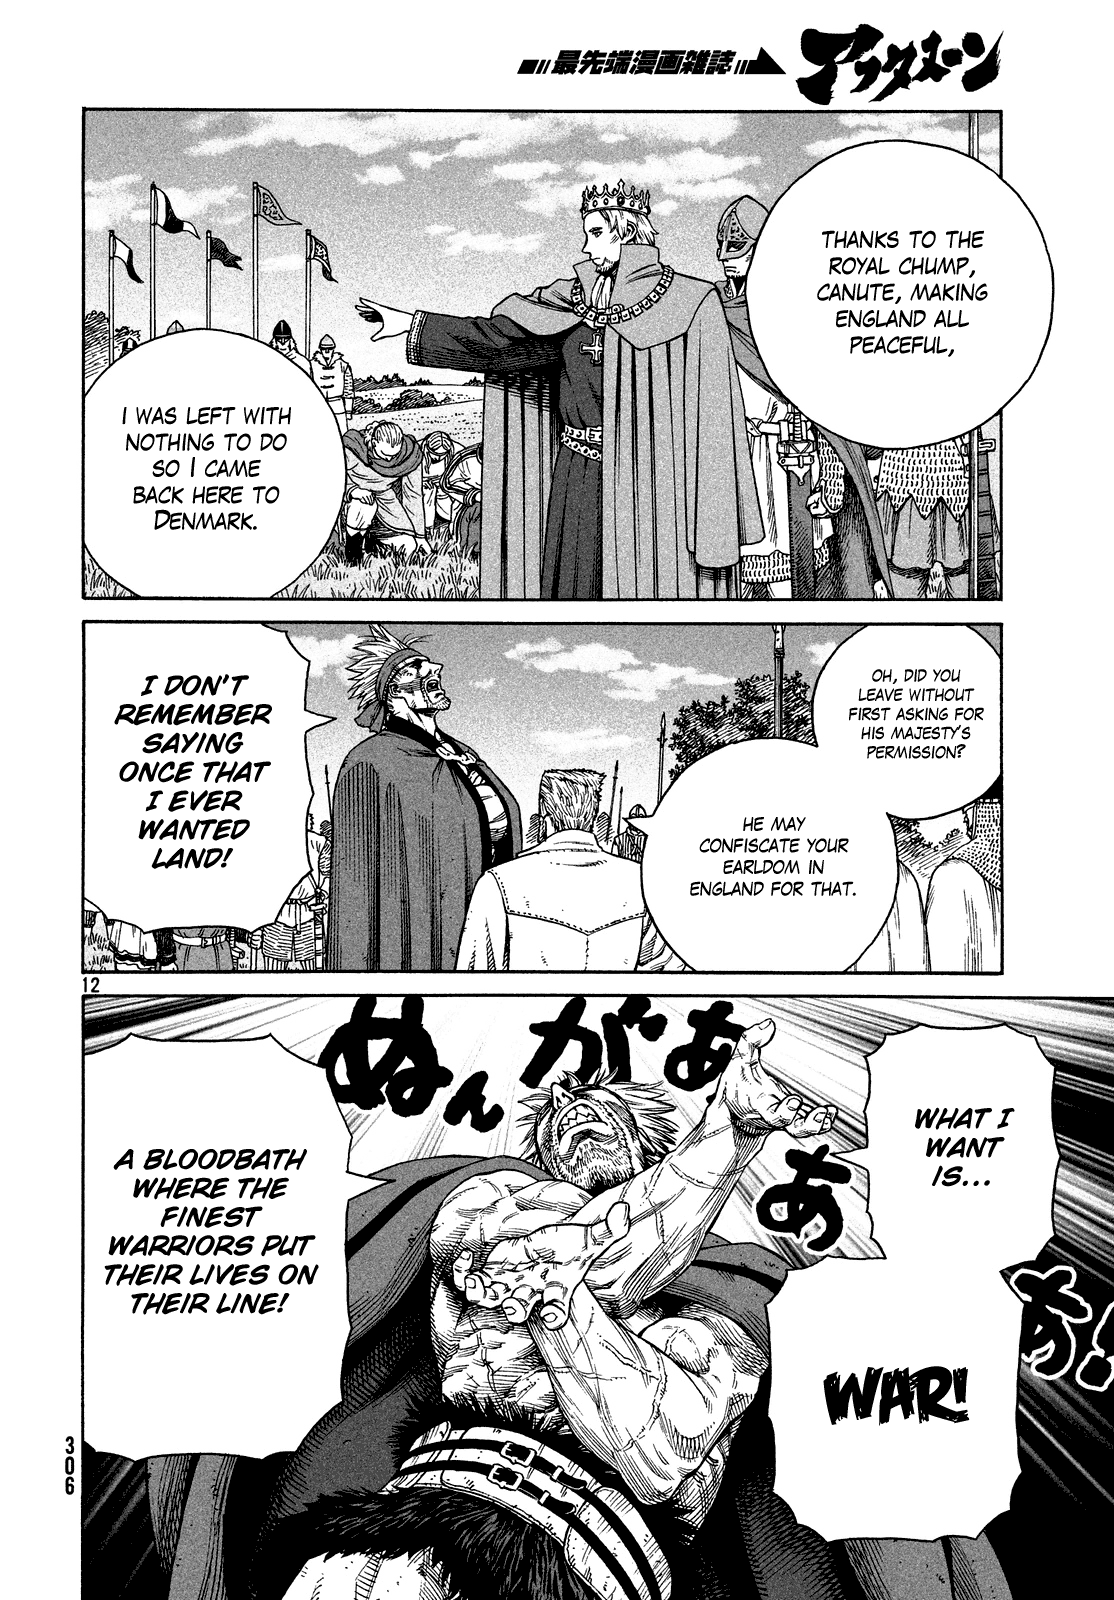 最先端漫画雑誌
アフタヌーン
THANKS TO THE
ROYAL CHUMP,
CANUTE, MAKING
ENGLAND ALL
PEACEFUL,
I WAS LEFT WITH
NOTHING TO DO
SO I CAME
BACK HERE TO
DENMARK.
OH, DID YOU
LEAVE WITHOUT
FIRST ASKING FOR
HIS MAJESTY'S
PERMISSION?
HE MAY
CONFISCATE YOUR
EARLDOM IN
ENGLAND FOR THAT.
I DON'T
REMEMBER
SAYING
ONCE THAT
I EVER
WANTED
LAND!
12
WHAT I
WANT
IS...
WAR!
ぬんがあああ!!
A BLOODBATH
WHERE THE
FINEST
WARRIORS PUT
THEIR LIVES ON
THEIR LINE!
306